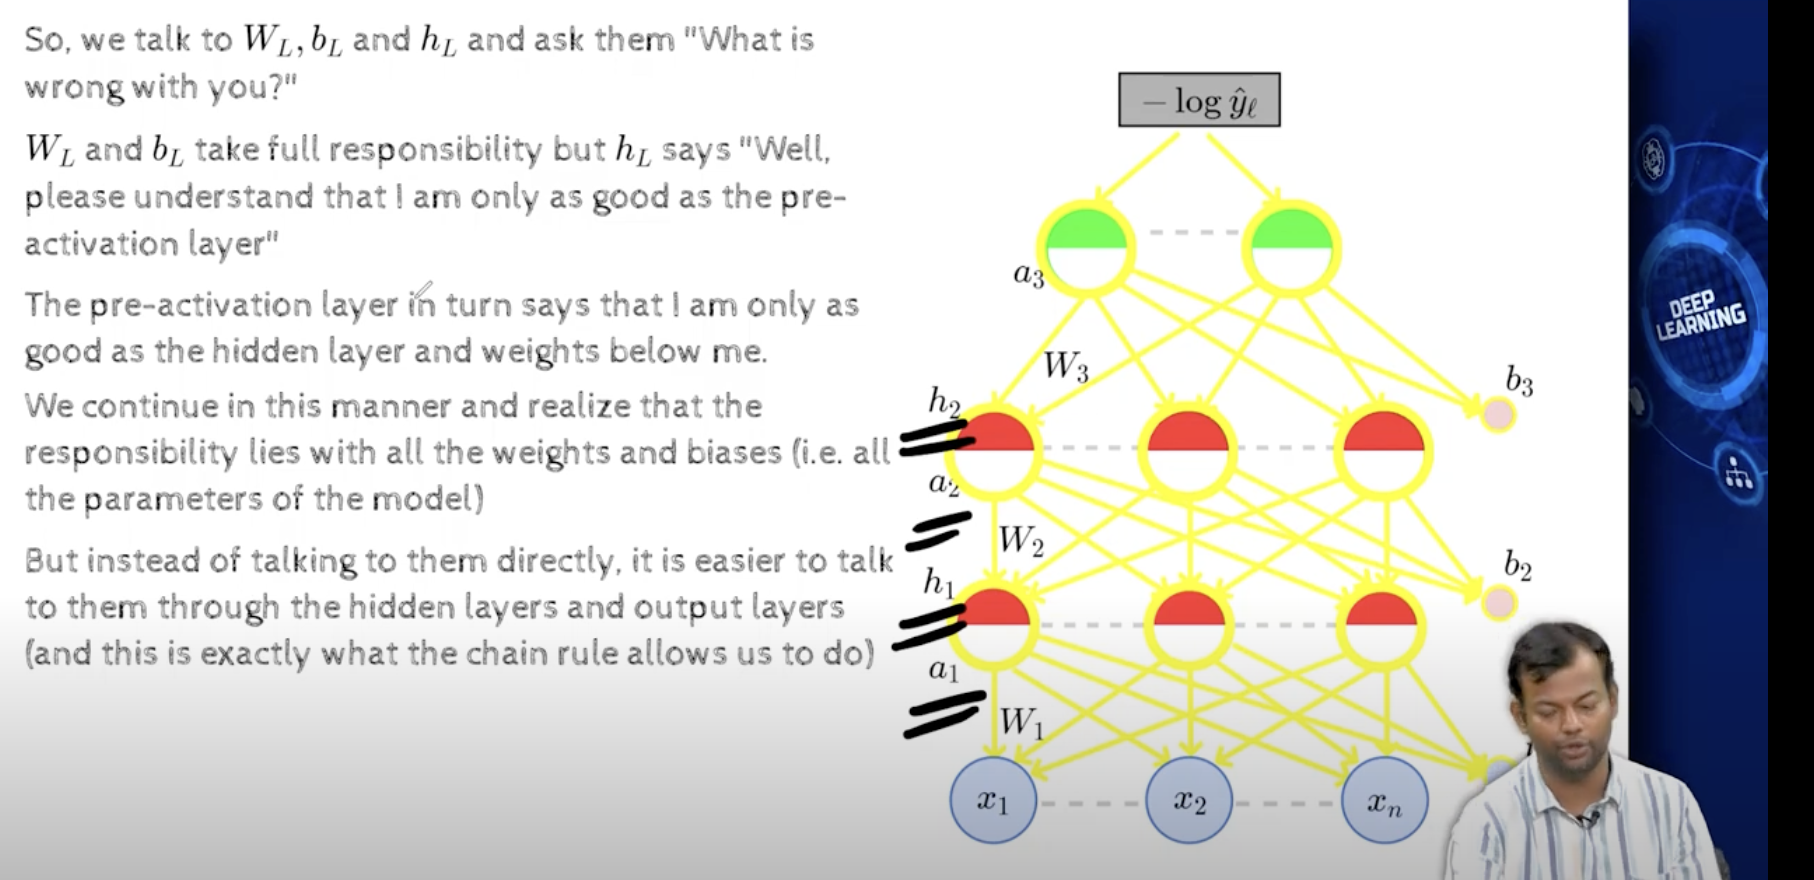 So, we talk to W_L, b_L and h_L and ask them "What is
wrong with you?"
W_L and b_L take full responsibility but h_L says "Well,
please understand that I am only as good as the pre-
activation layer"
The pre-activation layer in turn says that I am only as
good as the hidden layer and weights below me.
We continue in this manner and realize that the
responsibility lies with all the weights and biases (i.e. all
the parameters of the model)
But instead of talking to them directly, it is easier to talk
to them through the hidden layers and output layers
(and this is exactly what the chain rule allows us to do)
− log ŷ_ℓ
a_3
W_3
b_3
h_2
a_2
W_2
b_2
h_1
a_1
W_1
x_1
x_2
x_n
DEEP
LEARNING